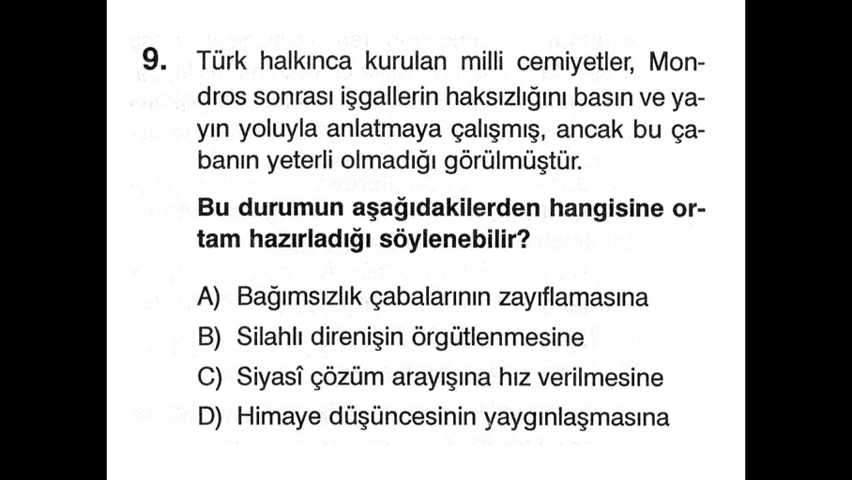 9. Türk halkınca kurulan milli cemiyetler, Mon-
dros sonrası işgallerin haksızlığını basın ve ya-
yın yoluyla anlatmaya çalışmış, ancak bu ça-
banın yeterli olmadığı görülmüştür.
Bu durumun aşağıdakilerden hangisine or-
tam hazırladığı söylenebilir?
A) Bağımsızlık çabalarının zayıflamasına
B) Silahlı direnişin örgütlenmesine
C) Siyasî çözüm arayışına hız verilmesine
D) Himaye düşüncesinin yaygınlaşmasına